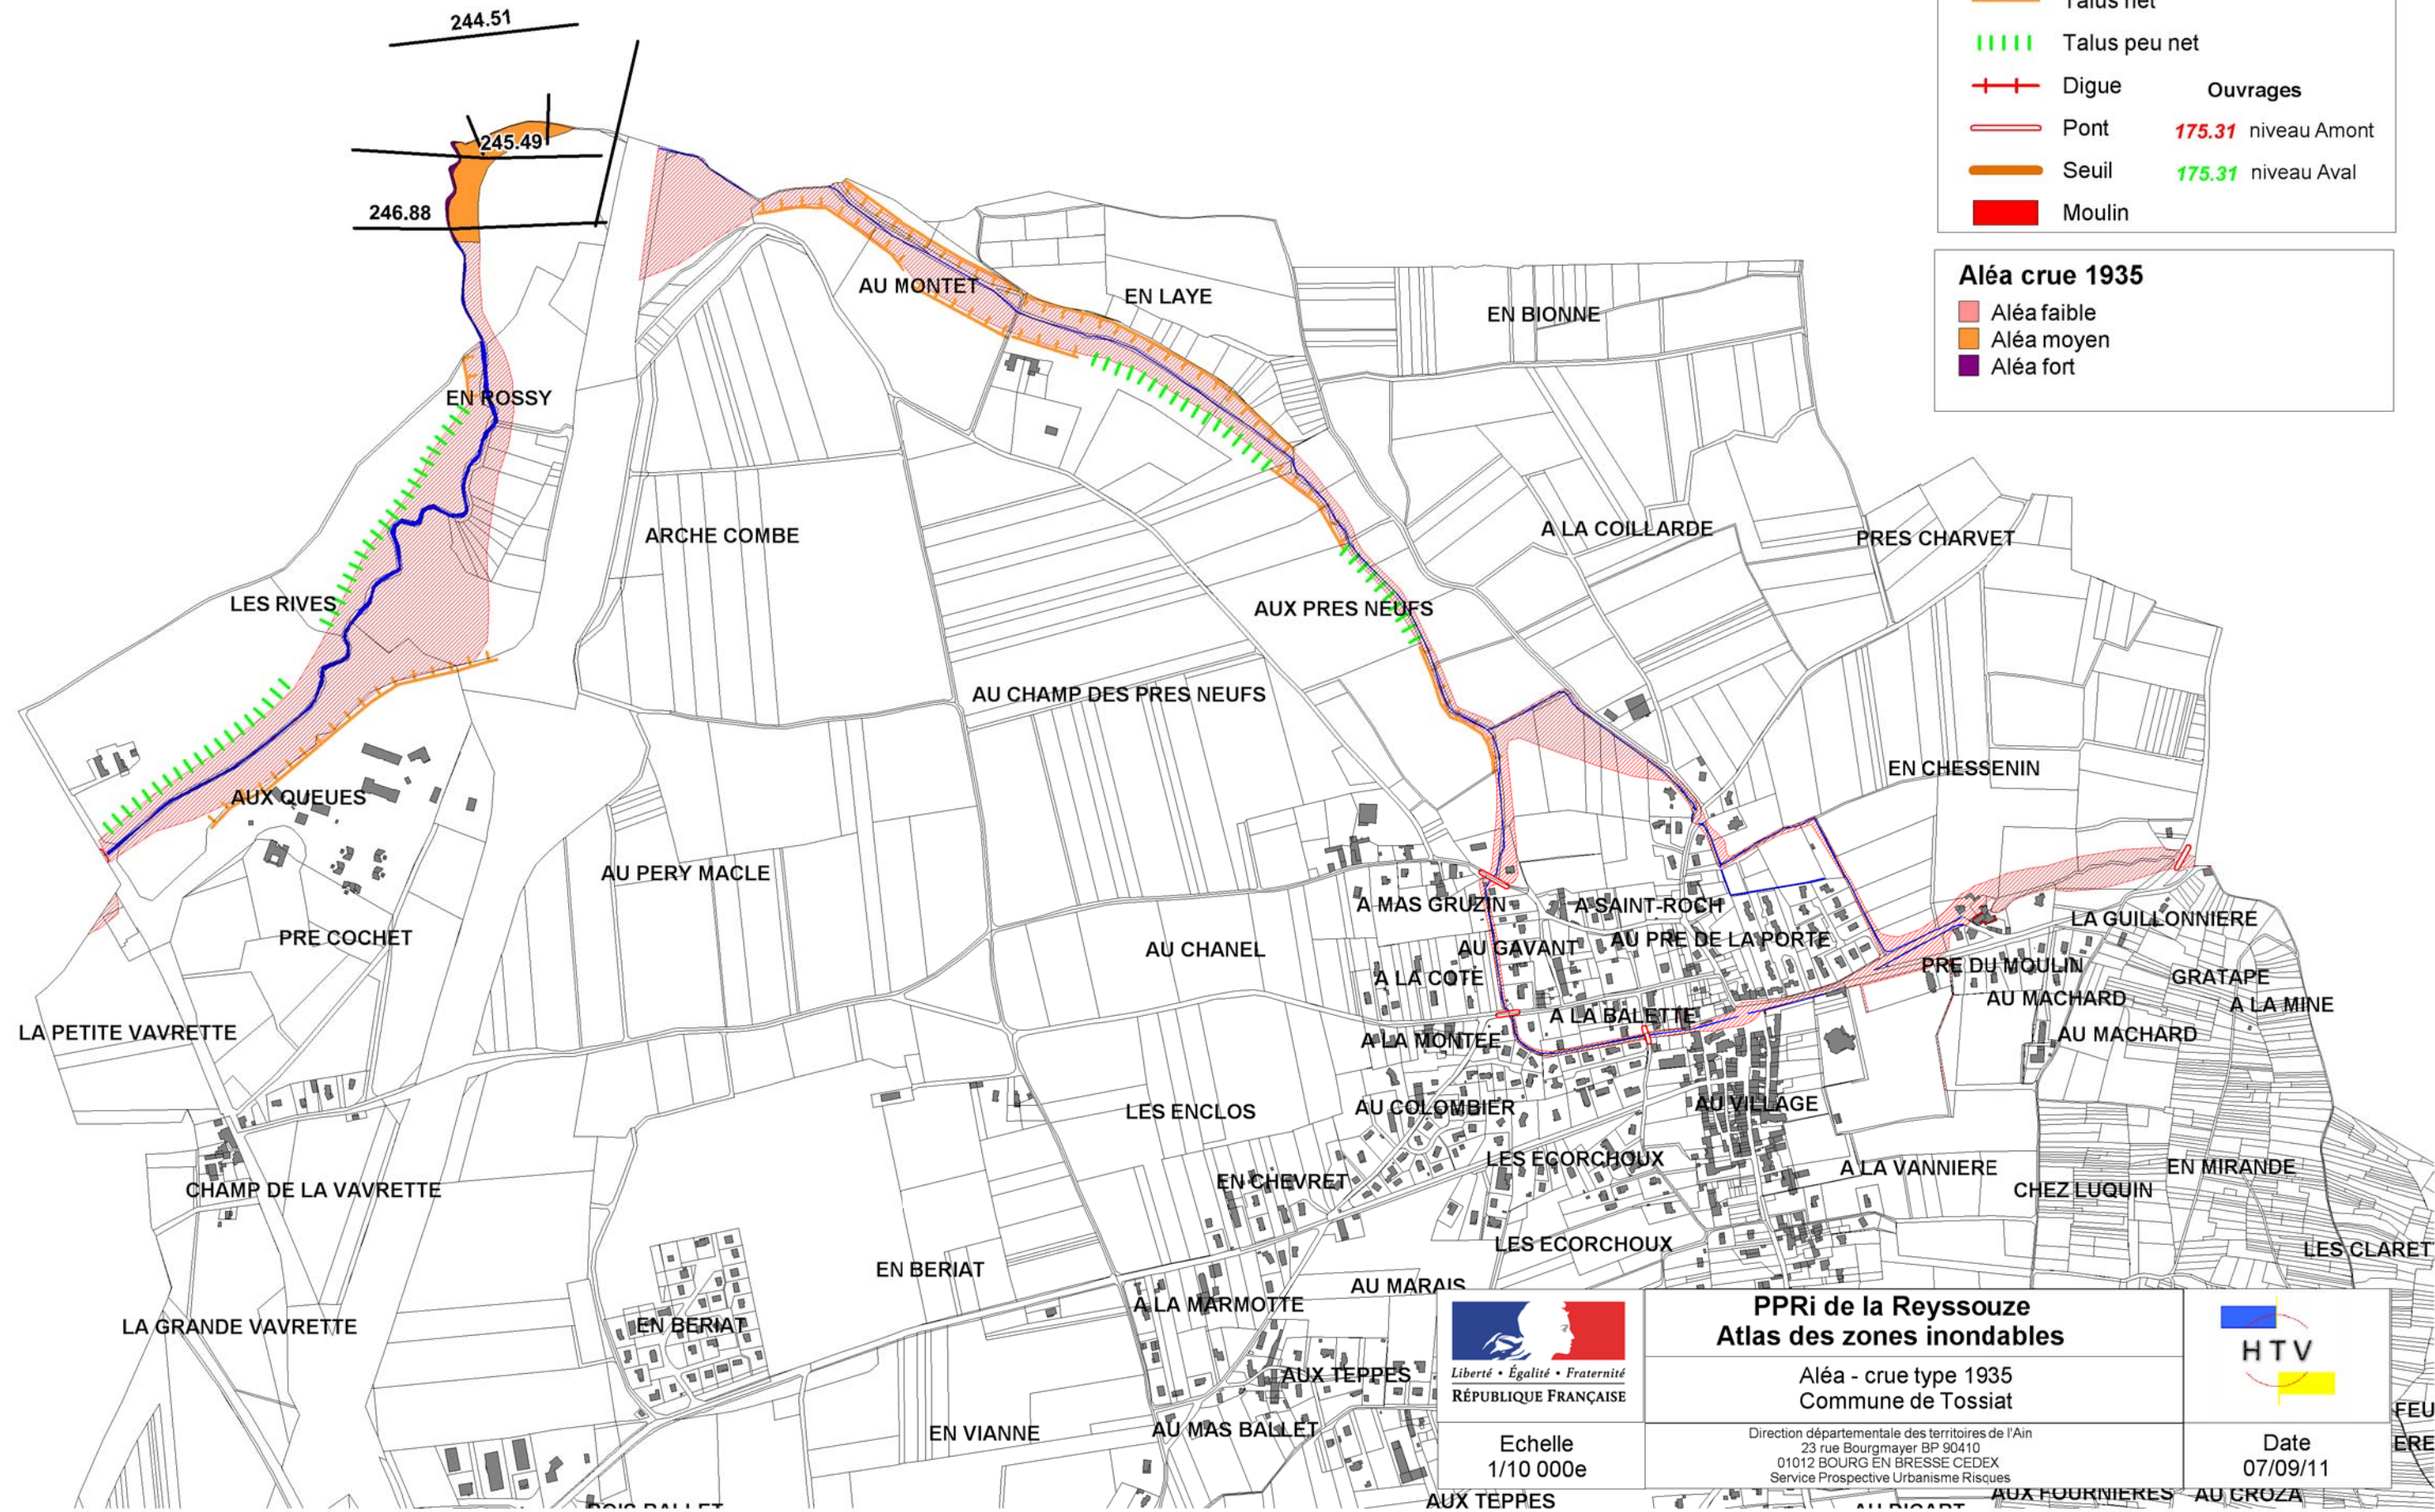 244.51
Talus net
Talus peu net
Digue
Ouvrages
Pont
175.31 niveau Amont
Seuil
175.31 niveau Aval
Moulin
245.49
246.88
Aléa crue 1935
Aléa faible
Aléa moyen
Aléa fort
AU MONTET
EN LAYE
EN BIONNE
EN ROSSY
ARCHE COMBE
A LA COILLARDE
PRES CHARVET
LES RIVES
AUX PRES NEUFS
AU CHAMP DES PRES NEUFS
EN CHESSENIN
AUX QUEUES
AU PERY MACLE
A MAS GRUZIN
A SAINT-ROCH
LA GUILLONNIERE
PRE COCHET
AU CHANEL
AU GAVANT
AU PRE DE LA PORTE
A LA COTE
PRE DU MOULIN
GRATAPE
AU MACHARD
A LA MINE
LA PETITE VAVRETTE
A LA BALETTE
A LA MONTEE
AU MACHARD
LES ENCLOS
AU COLOMBIER
AU VILLAGE
LES ECORCHOUX
A LA VANNIERE
EN MIRANDE
CHAMP DE LA VAVRETTE
EN CHEVRET
CHEZ LUQUIN
LES ECORCHOUX
LES CLARET
EN BERIAT
AU MARAIS
A LA MARMOTTE
LA GRANDE VAVRETTE
EN BERIAT
AUX TEPPES
EN VIANNE
AU MAS BALLET
Liberté • Égalité • Fraternité
RÉPUBLIQUE FRANÇAISE
PPRi de la Reyssouze
Atlas des zones inondables
Aléa - crue type 1935
Commune de Tossiat
HTV
Echelle
1/10 000e
Direction départementale des territoires de l'Ain
23 rue Bourgmayer BP 90410
01012 BOURG EN BRESSE CEDEX
Service Prospective Urbanisme Risques
Date
07/09/11
FEU
ERE
BOIS BALLET
AUX TEPPES
AU PICART
AUX FOURNIERES
AU CROZA